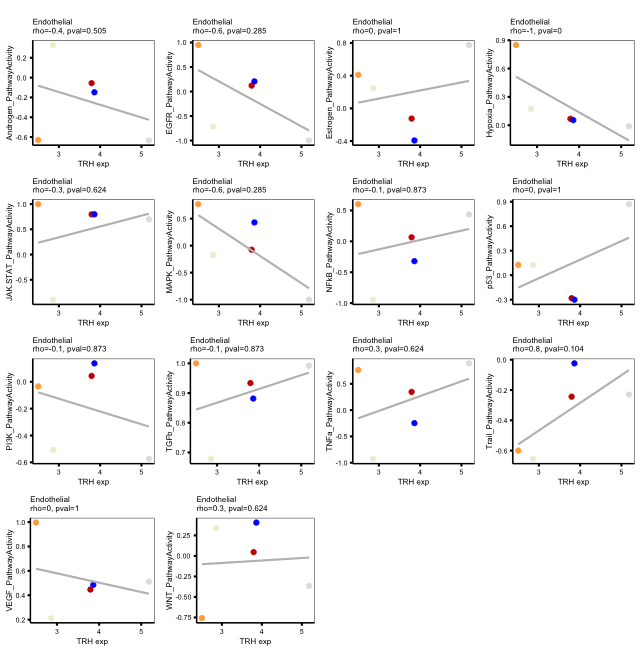 Endothelial
rho=-0.4, pval=0.505
Androgen_PathwayActivity
0.2
0.0
-0.2
-0.4
-0.6
3
4
5
TRH exp
Endothelial
rho=-0.6, pval=0.285
EGFR_PathwayActivity
1.0
0.5
0.0
-0.5
-1.0
3
4
5
TRH exp
Endothelial
rho=0, pval=1
Estrogen_PathwayActivity
0.8
0.4
0.0
-0.4
3
4
5
TRH exp
Endothelial
rho=-1, pval=0
Hypoxia_PathwayActivity
0.9
0.6
0.3
0.0
3
4
5
TRH exp
Endothelial
rho=-0.3, pval=0.624
JAK.STAT_PathwayActivity
1.0
0.5
0.0
-0.5
3
4
5
TRH exp
Endothelial
rho=-0.6, pval=0.285
MAPK_PathwayActivity
0.5
0.0
-0.5
-1.0
3
4
5
TRH exp
Endothelial
rho=-0.1, pval=0.873
NFkB_PathwayActivity
0.5
0.0
-0.5
-1.0
3
4
5
TRH exp
Endothelial
rho=0, pval=1
p53_PathwayActivity
0.9
0.6
0.3
0.0
-0.3
3
4
5
TRH exp
Endothelial
rho=-0.1, pval=0.873
PI3K_PathwayActivity
0.0
-0.2
-0.4
-0.6
3
4
5
TRH exp
Endothelial
rho=-0.1, pval=0.873
TGFb_PathwayActivity
1.0
0.9
0.8
0.7
3
4
5
TRH exp
Endothelial
rho=0.3, pval=0.624
TNFa_PathwayActivity
0.5
0.0
-0.5
-1.0
3
4
5
TRH exp
Endothelial
rho=0.8, pval=0.104
Trail_PathwayActivity
0.0
-0.2
-0.4
-0.6
3
4
5
TRH exp
Endothelial
rho=0, pval=1
VEGF_PathwayActivity
1.0
0.8
0.6
0.4
0.2
3
4
5
TRH exp
Endothelial
rho=0.3, pval=0.624
WNT_PathwayActivity
0.25
0.00
-0.25
-0.50
-0.75
3
4
5
TRH exp